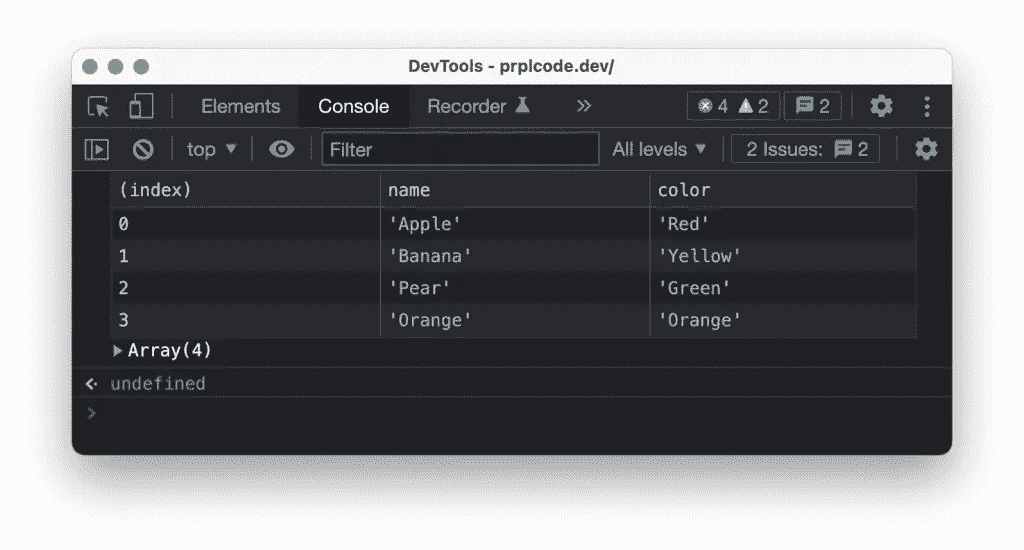 DevTools - prplcode.dev/
Elements Console Recorder 4 2 2
top Filter All levels 2 Issues: 2
(index) name color
0 'Apple' 'Red'
1 'Banana' 'Yellow'
2 'Pear' 'Green'
3 'Orange' 'Orange'
Array(4)
undefined